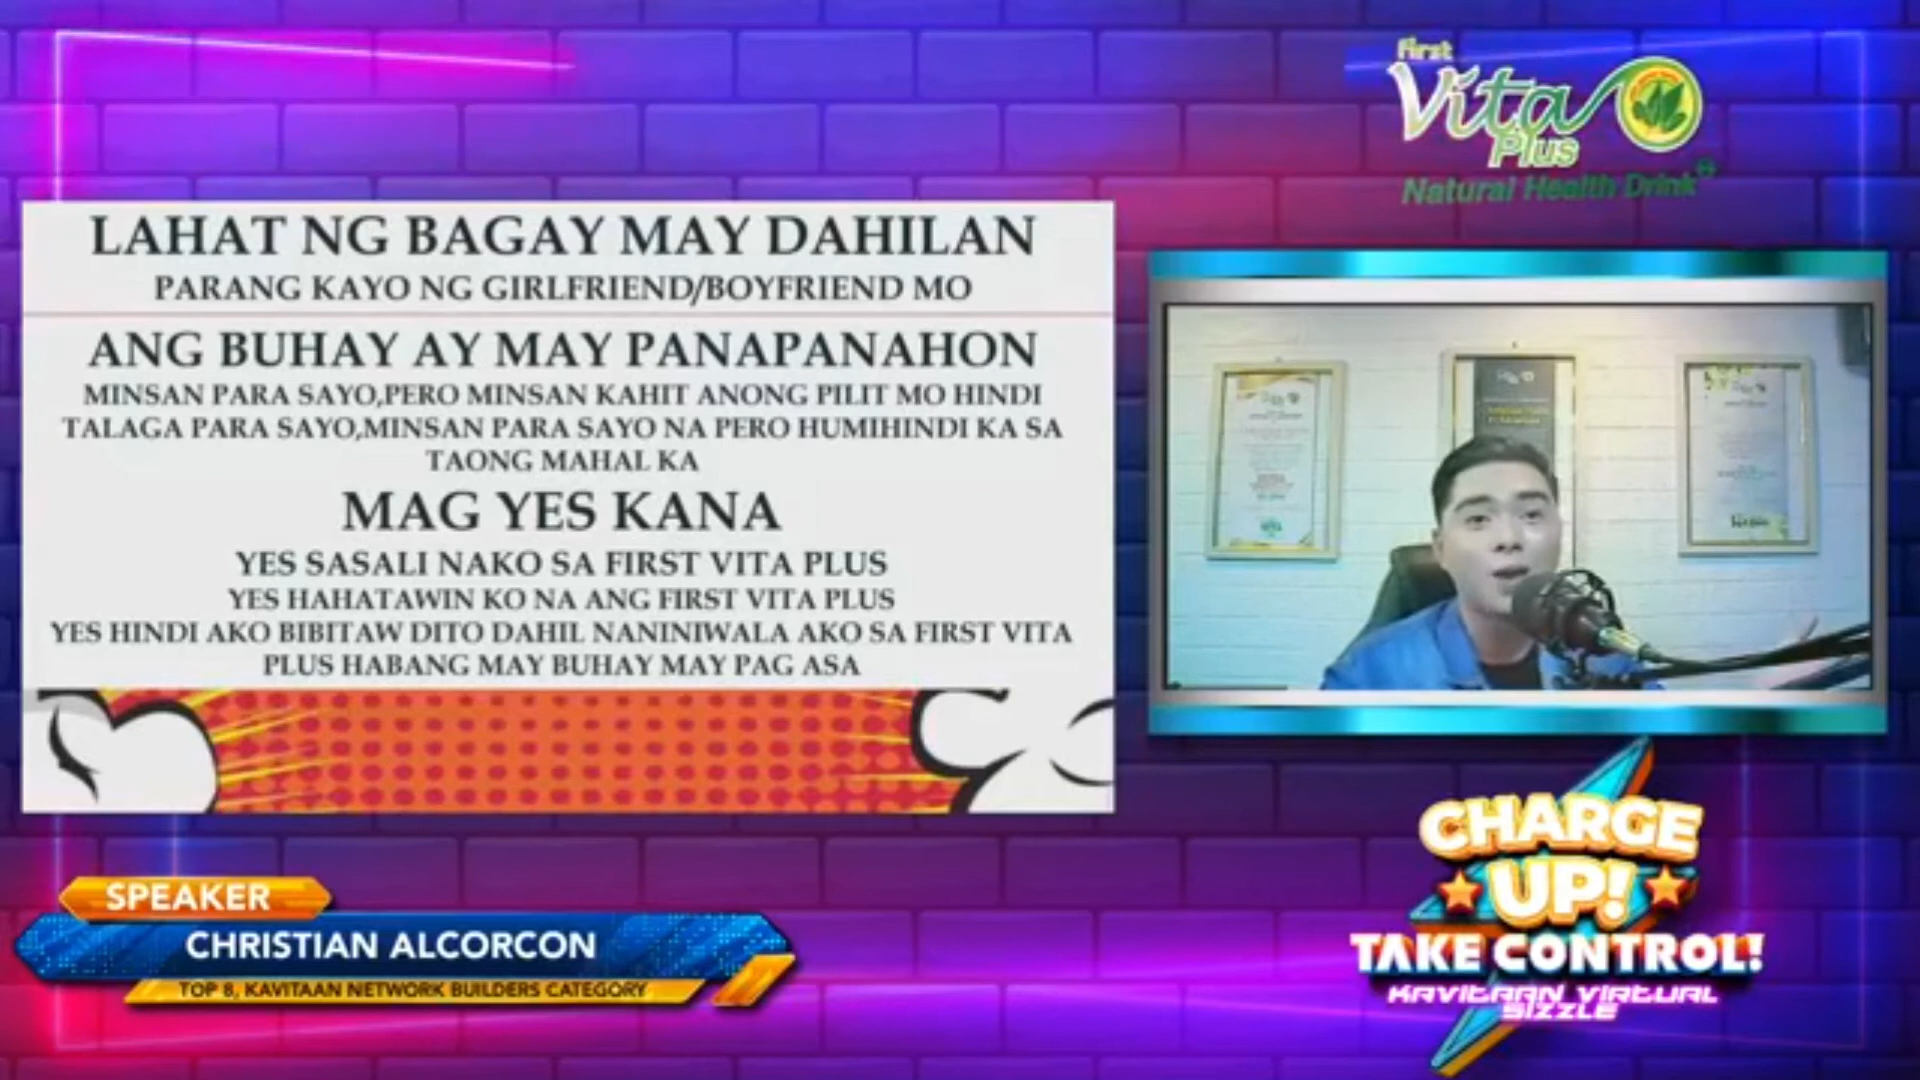 First
Vita
Plus
Natural Health Drink
LAHAT NG BAGAY MAY DAHILAN
PARANG KAYO NG GIRLFRIEND/BOYFRIEND MO
ANG BUHAY AY MAY PANAPANAHON
MINSAN PARA SAYO,PERO MINSAN KAHIT ANONG PILIT MO HINDI
TALAGA PARA SAYO,MINSAN PARA SAYO NA PERO HUMIHINDI KA SA
TAONG MAHAL KA
MAG YES KANA
YES SASALI NAKO SA FIRST VITA PLUS
YES HAHATAWIN KO NA ANG FIRST VITA PLUS
YES HINDI AKO BIBITAW DITO DAHIL NANINIWALA AKO SA FIRST VITA
PLUS HABANG MAY BUHAY MAY PAG ASA
SPEAKER
CHRISTIAN ALCORCON
TOP 8, KAVITAAN NETWORK BUILDERS CATEGORY
CHARGE
UP!
TAKE CONTROL!
KAVITAAN VIRTUAL
SIZZLE